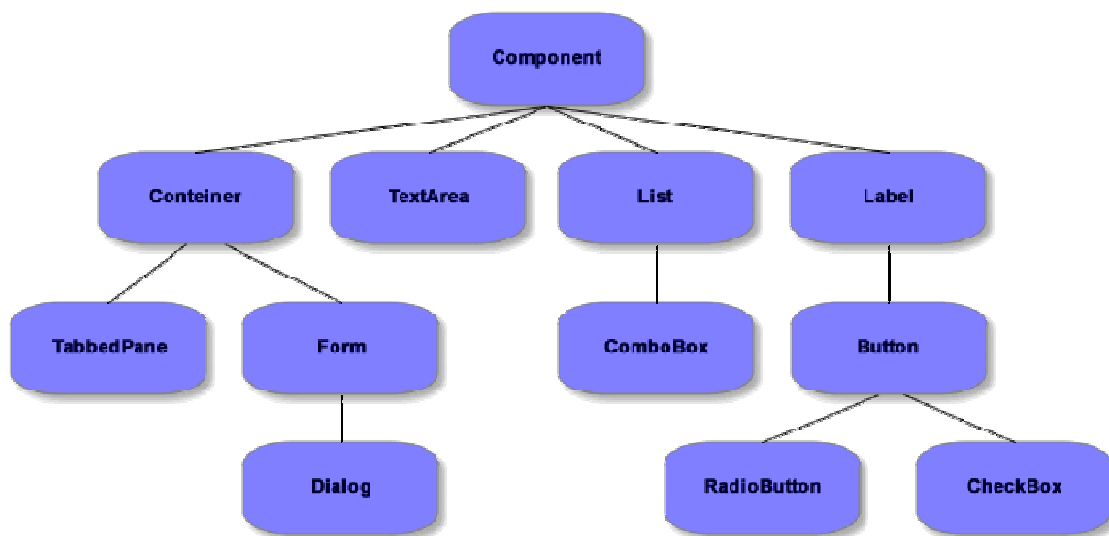 Component
Conteiner
TextArea
List
Label
TabbedPane
Form
ComboBox
Button
Dialog
RadioButton
CheckBox